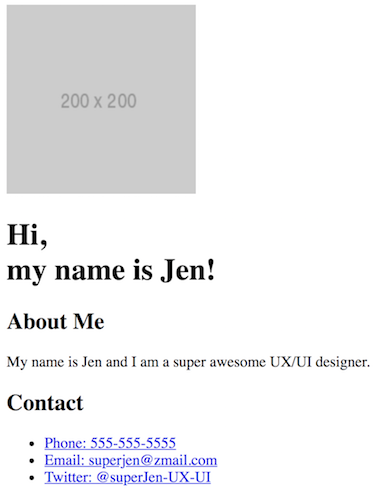 200 x 200
Hi,
my name is Jen!
About Me
My name is Jen and I am a super awesome UX/UI designer.
Contact
Phone: 555-555-5555
Email: superjen@zmail.com
Twitter: @superJen-UX-UI